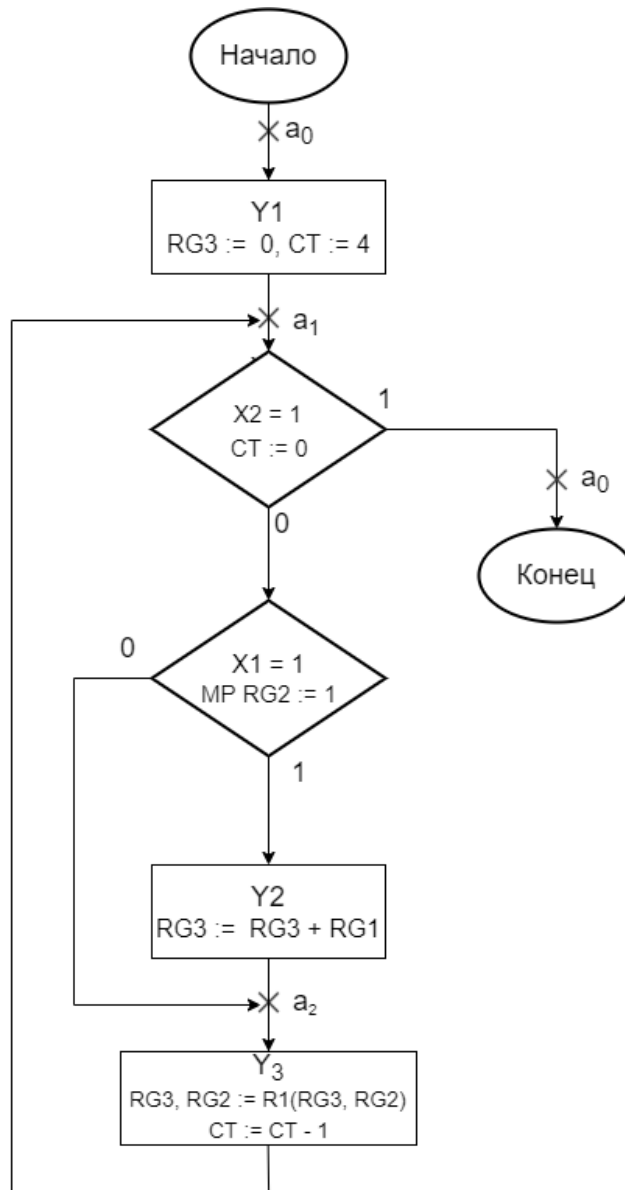 Начало
a0
Y1
RG3 := 0, CT := 4
a1
X2 = 1
CT := 0
1
a0
0
Конец
0
X1 = 1
MP RG2 := 1
1
Y2
RG3 := RG3 + RG1
a2
Y3
RG3, RG2 := R1(RG3, RG2)
CT := CT - 1